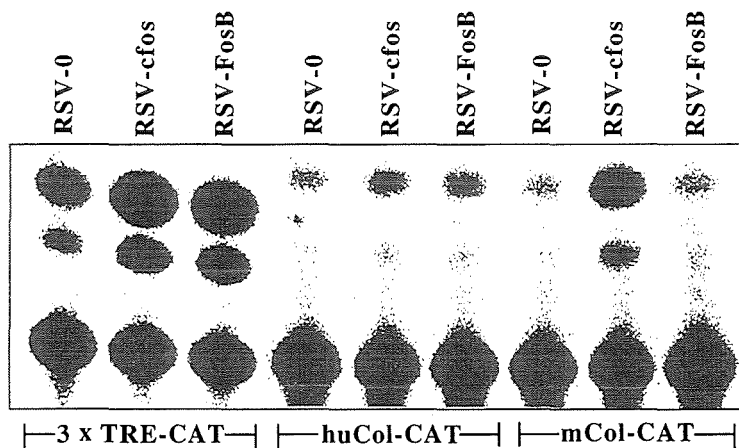 RSV-0
RSV-cfos
RSV-FosB
RSV-0
RSV-cfos
RSV-FosB
RSV-0
RSV-cfos
RSV-FosB
3 x TRE-CAT
huCol-CAT
mCol-CAT